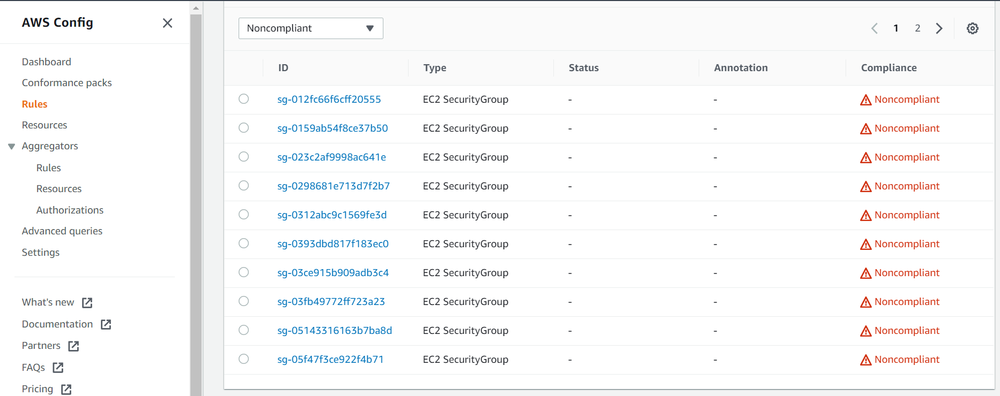 AWS Config
Dashboard
Conformance packs
Rules
Resources
Aggregators
Rules
Resources
Authorizations
Advanced queries
Settings
What's new
Documentation
Partners
FAQs
Pricing
Noncompliant
1 2
ID Type Status Annotation Compliance
sg-012fc66f6cff20555 EC2 SecurityGroup - - Noncompliant
sg-0159ab54f8ce37b50 EC2 SecurityGroup - - Noncompliant
sg-023c2af9998ac641e EC2 SecurityGroup - - Noncompliant
sg-0298681e713d7f2b7 EC2 SecurityGroup - - Noncompliant
sg-0312abc9c1569fe3d EC2 SecurityGroup - - Noncompliant
sg-0393dbd817f183ec0 EC2 SecurityGroup - - Noncompliant
sg-03ce915b909adb3c4 EC2 SecurityGroup - - Noncompliant
sg-03fb49772ff723a23 EC2 SecurityGroup - - Noncompliant
sg-05143316163b7ba8d EC2 SecurityGroup - - Noncompliant
sg-05f47f3ce922f4b71 EC2 SecurityGroup - - Noncompliant